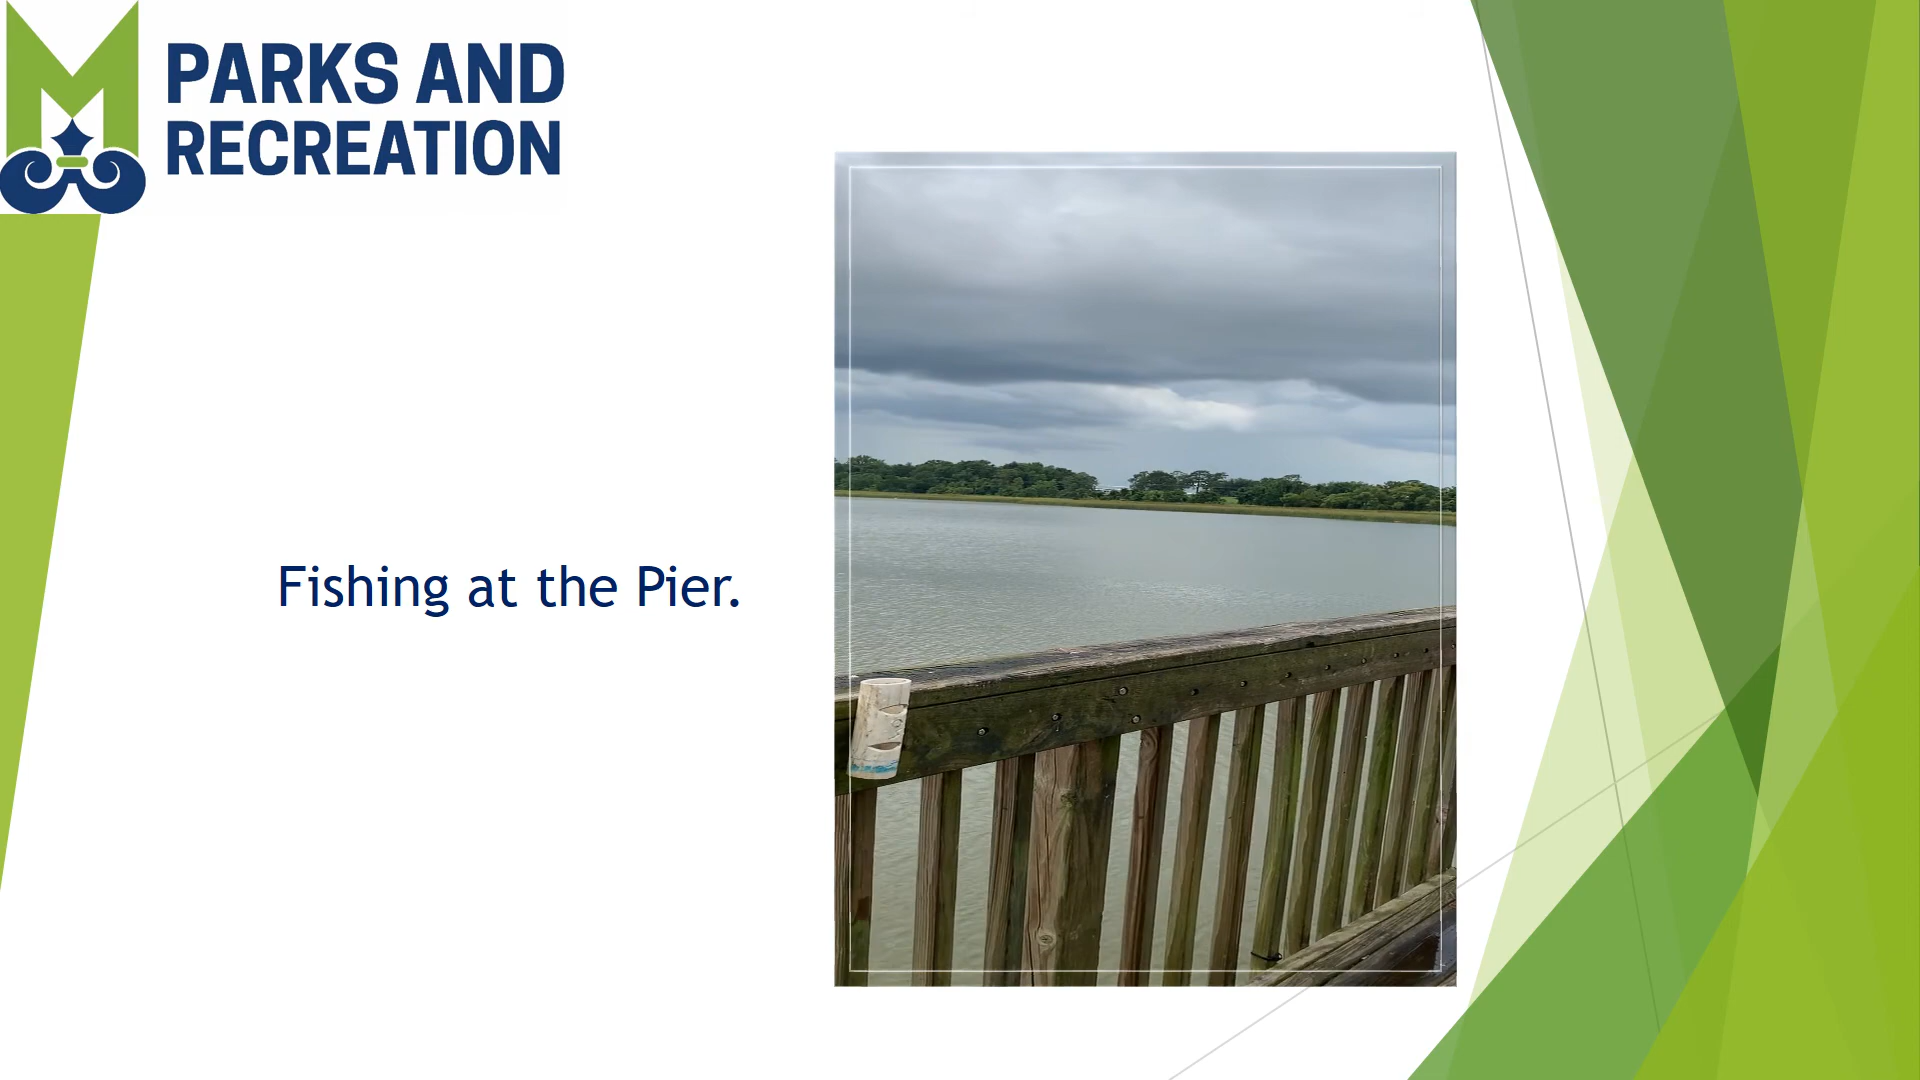 PARKS AND
RECREATION
Fishing at the Pier.